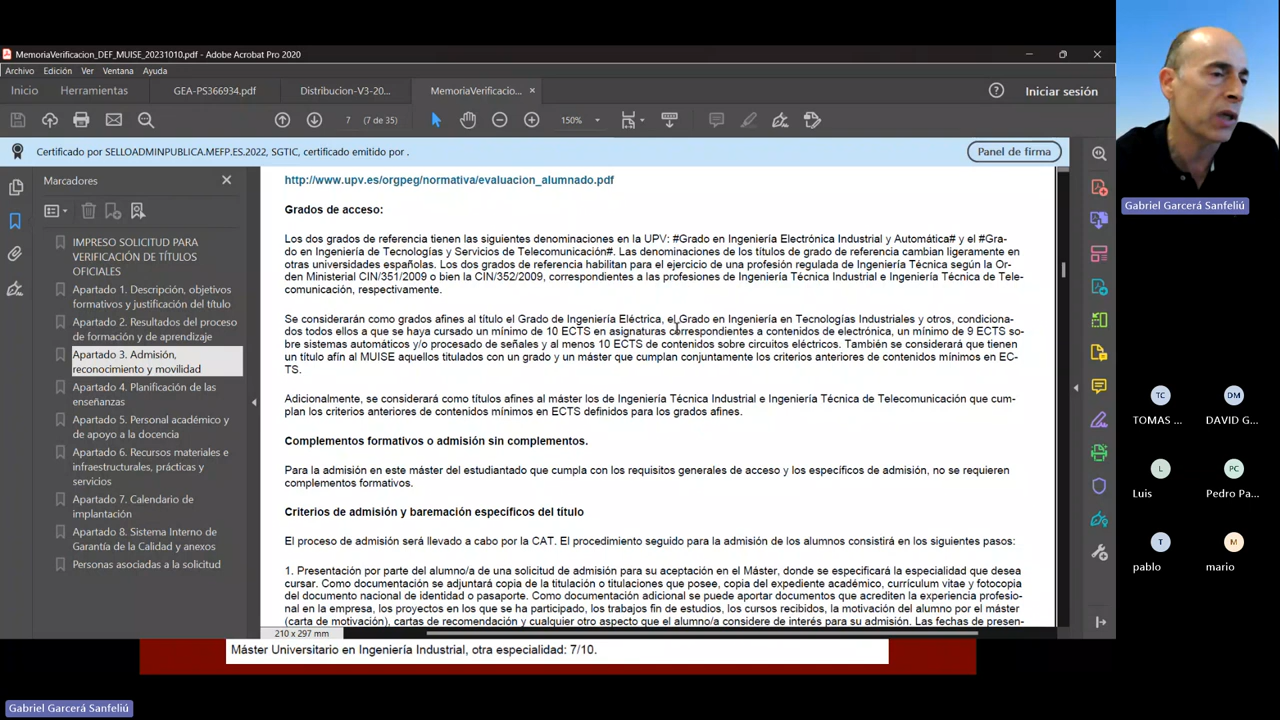 MemoriaVerificacion_DEF_MUISE_20231010.pdf - Adobe Acrobat Pro 2020
Archivo Edición Ver Ventana Ayuda
Inicio Herramientas GEA-PS366934.pdf Distribucion-V3-20... MemoriaVerificacio... × Iniciar sesión
7 (7 de 35) 150%
Certificado por SELLOADMINPUBLICA.MEFP.ES.2022, SGTIC, certificado emitido por . Panel de firma
Marcadores
IMPRESO SOLICITUD PARA
VERIFICACIÓN DE TÍTULOS
OFICIALES
Apartado 1. Descripción, objetivos
formativos y justificación del título
Apartado 2. Resultados del proceso
de formación y de aprendizaje
Apartado 3. Admisión,
reconocimiento y movilidad
Apartado 4. Planificación de las
enseñanzas
Apartado 5. Personal académico y
de apoyo a la docencia
Apartado 6. Recursos materiales e
infraestructurales, prácticas y
servicios
Apartado 7. Calendario de
implantación
Apartado 8. Sistema Interno de
Garantía de la Calidad y anexos
Personas asociadas a la solicitud
http://www.upv.es/orgpeg/normativa/evaluacion_alumnado.pdf
Grados de acceso:
Los dos grados de referencia tienen las siguientes denominaciones en la UPV: #Grado en Ingeniería Electrónica Industrial y Automática# y el #Gra-
do en Ingeniería de Tecnologías y Servicios de Telecomunicación#. Las denominaciones de los títulos de grado de referencia cambian ligeramente en
otras universidades españolas. Los dos grados de referencia habilitan para el ejercicio de una profesión regulada de Ingeniería Técnica según la Or-
den Ministerial CIN/351/2009 o bien la CIN/352/2009, correspondientes a las profesiones de Ingeniería Técnica Industrial e Ingeniería Técnica de Tele-
comunicación, respectivamente.
Se considerarán como grados afines al título el Grado de Ingeniería Eléctrica, el Grado en Ingeniería en Tecnologías Industriales y otros, condiciona-
dos todos ellos a que se haya cursado un mínimo de 10 ECTS en asignaturas correspondientes a contenidos de electrónica, un mínimo de 9 ECTS so-
bre sistemas automáticos y/o procesado de señales y al menos 10 ECTS de contenidos sobre circuitos eléctricos. También se considerará que tienen
un título afín al MUISE aquellos titulados con un grado y un máster que cumplan conjuntamente los criterios anteriores de contenidos mínimos en EC-
TS.
Adicionalmente, se considerará como títulos afines al máster los de Ingeniería Técnica Industrial e Ingeniería Técnica de Telecomunicación que cum-
plan los criterios anteriores de contenidos mínimos en ECTS definidos para los grados afines.
Complementos formativos o admisión sin complementos.
Para la admisión en este máster del estudiantado que cumpla con los requisitos generales de acceso y los específicos de admisión, no se requieren
complementos formativos.
Criterios de admisión y baremación específicos del título
El proceso de admisión será llevado a cabo por la CAT. El procedimiento seguido para la admisión de los alumnos consistirá en los siguientes pasos:
1. Presentación por parte del alumno/a de una solicitud de admisión para su aceptación en el Máster, donde se especificará la especialidad que desea
cursar. Como documentación se adjuntará copia de la titulación o titulaciones que posee, copia del expediente académico, currículum vitae y fotocopia
del documento nacional de identidad o pasaporte. Como documentación adicional se puede aportar documentos que acrediten la experiencia profesio-
nal en la empresa, los proyectos en los que se ha participado, los trabajos fin de estudios, los cursos recibidos, la motivación del alumno por el máster
(carta de motivación), cartas de recomendación y cualquier otro aspecto que el alumno/a considere de interés para su admisión. Las fechas de presen-
210 x 297 mm
Máster Universitario en Ingeniería Industrial, otra especialidad: 7/10.
Gabriel Garcerá Sanfeliú
Gabriel Garcerá Sanfeliú
TC DM
TOMAS ... DAVID G...
L PC
Luis Pedro Pa...
T M
pablo mario